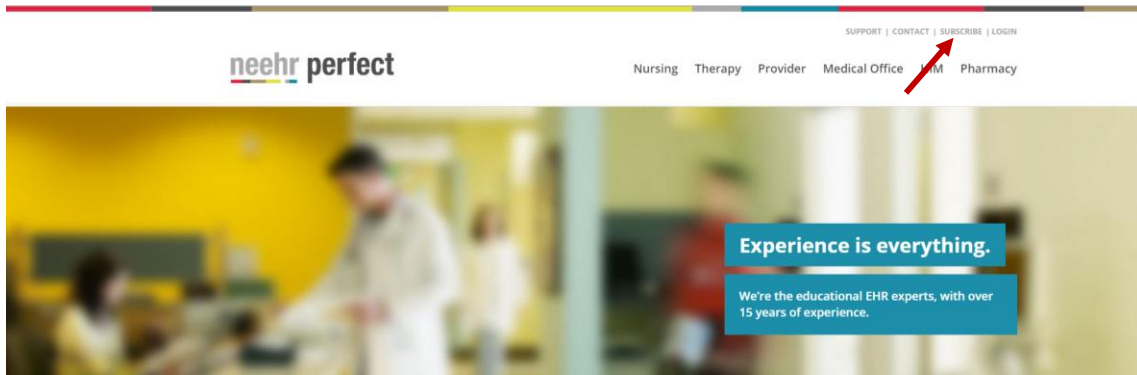 SUPPORT | CONTACT | SUBSCRIBE | LOGIN
neehr perfect
Nursing Therapy Provider Medical Office HIM Pharmacy
Experience is everything.
We're the educational EHR experts, with over
15 years of experience.